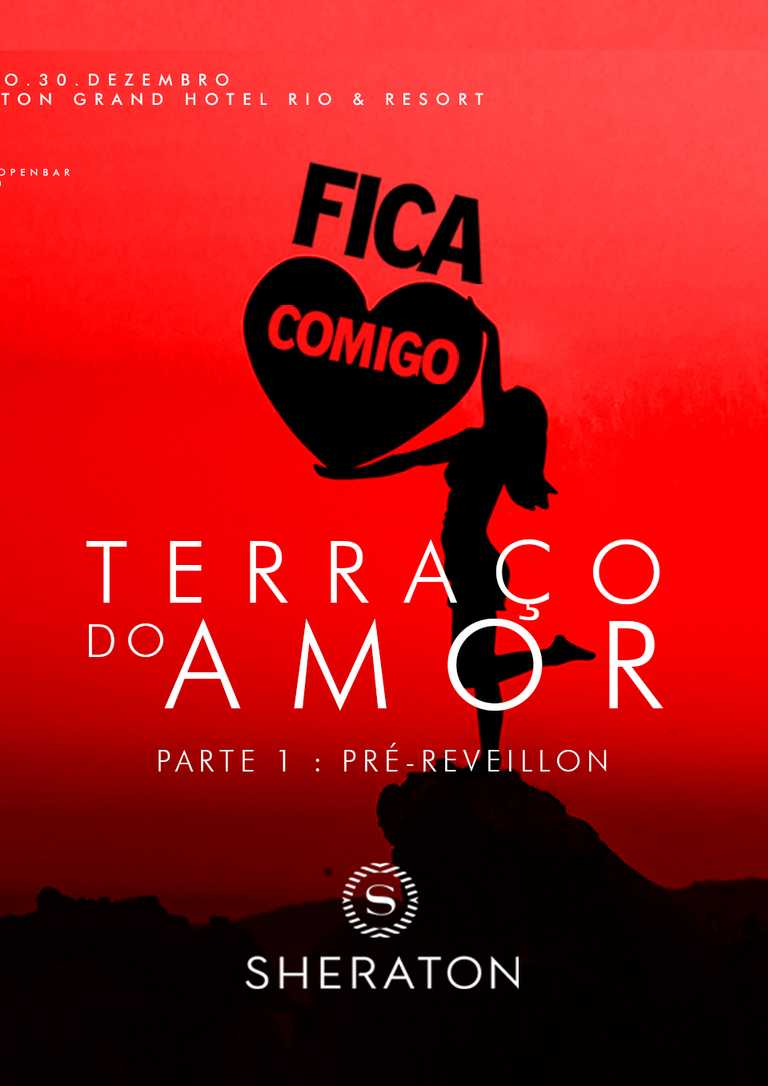 O.30.DEZEMBRO
TON GRAND HOTEL RIO & RESORT
OPENBAR
FICA
COMIGO
TERRAÇO
DO AMOR
PARTE 1 : PRÉ-REVEILLON
S
SHERATON